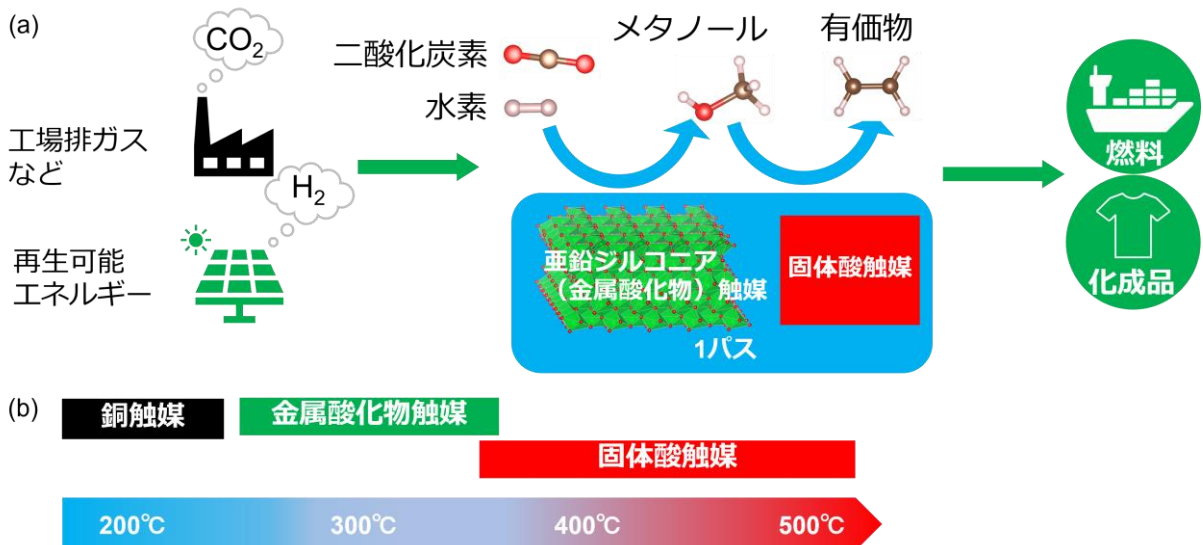 (a)
CO2
工場排ガス
など
H2
再生可能
エネルギー
二酸化炭素
水素
メタノール
有価物
亜鉛ジルコニア
（金属酸化物）触媒
1パス
固体酸触媒
燃料
化成品
(b)
銅触媒
金属酸化物触媒
固体酸触媒
200℃
300℃
400℃
500℃